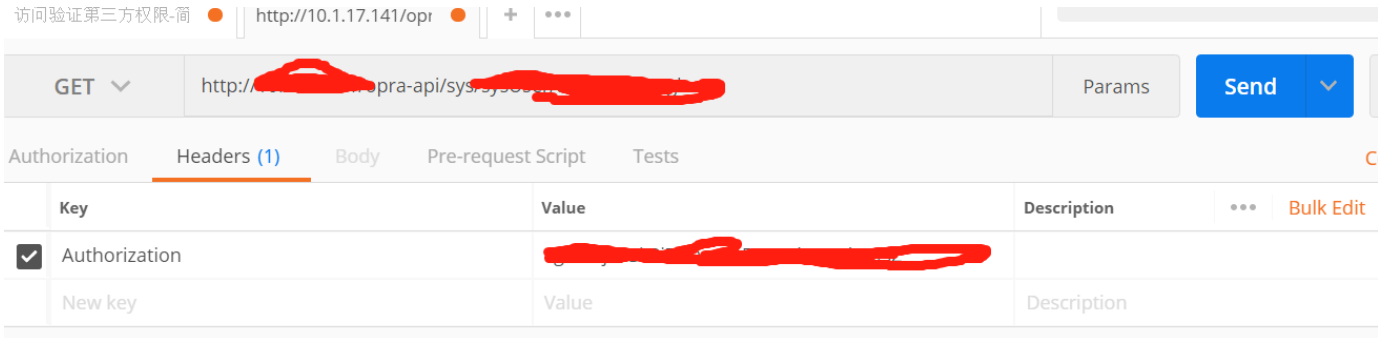 访问验证第三方权限-简 http://10.1.17.141/opr + •••
GET http:// opra-api/sys/ Params Send
Authorization Headers (1) Body Pre-request Script Tests C
Key Value Description ••• Bulk Edit
Authorization
New key Value Description